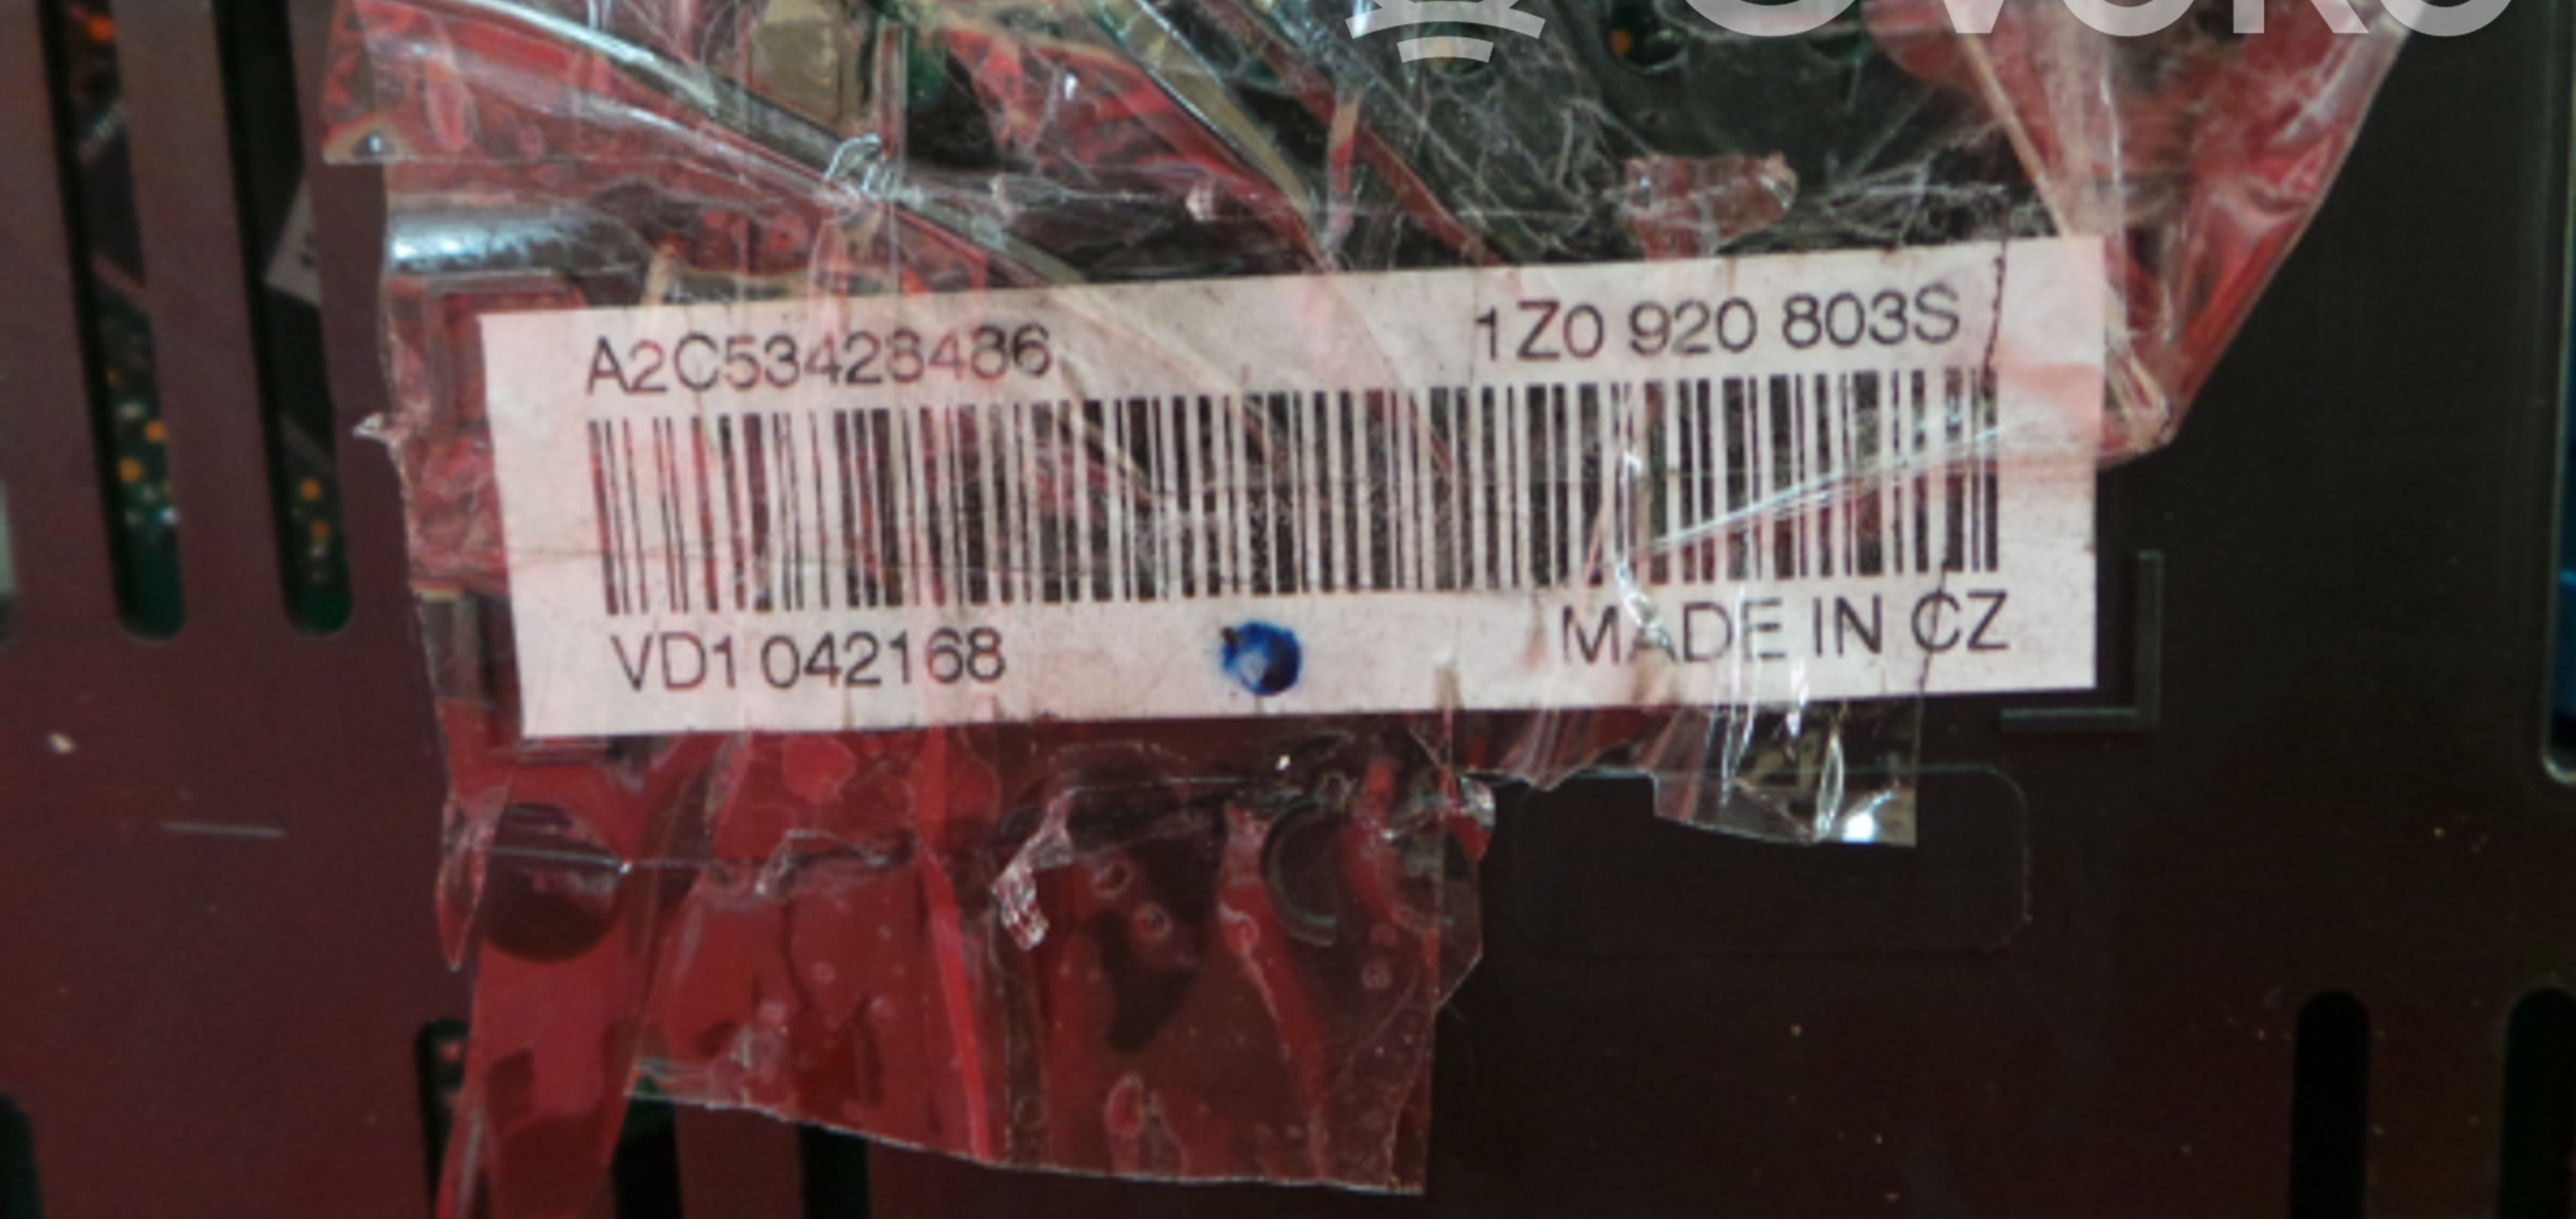 A2C53428486 1Z0 920 803S
VD1 042168 MADE IN CZ